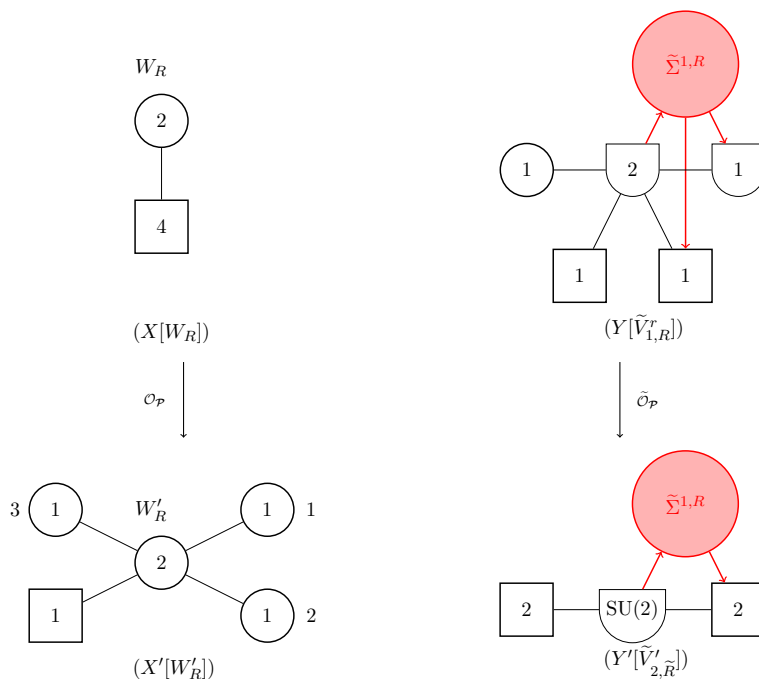 W_R
2
4
(X[W_R])
𝒪_𝓟
3
1
W′_R
1
1
2
1
1
2
(X′[W′_R])
Σ̃^{1,R}
1
2
1
1
1
(Y[Ṽ^r_{1,R}])
𝒪̃_𝓟
Σ̃^{1,R}
2
SU(2)
2
(Y′[Ṽ′_{2,R̃}])